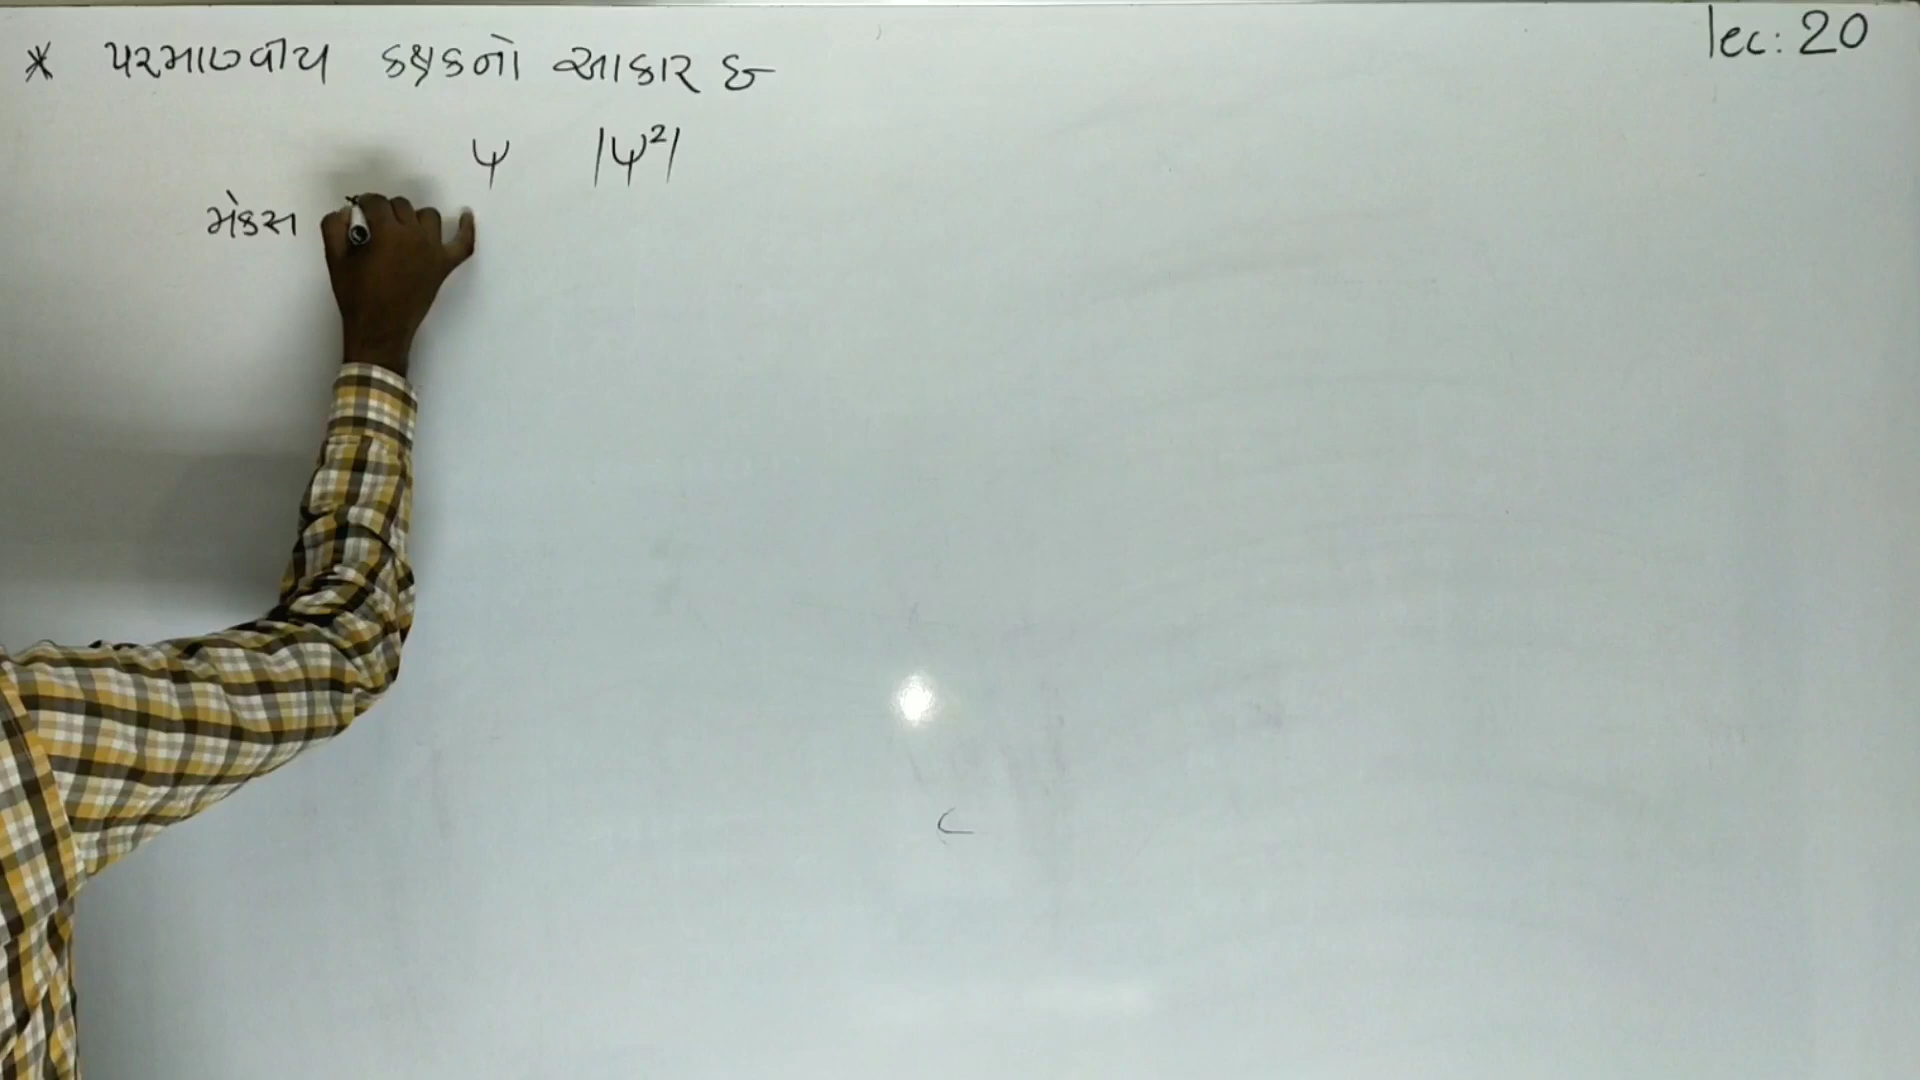 lec: 20
* પરમાણ્વીય કક્ષકનો આકાર ઃ-
ψ |ψ²|
મેકસ